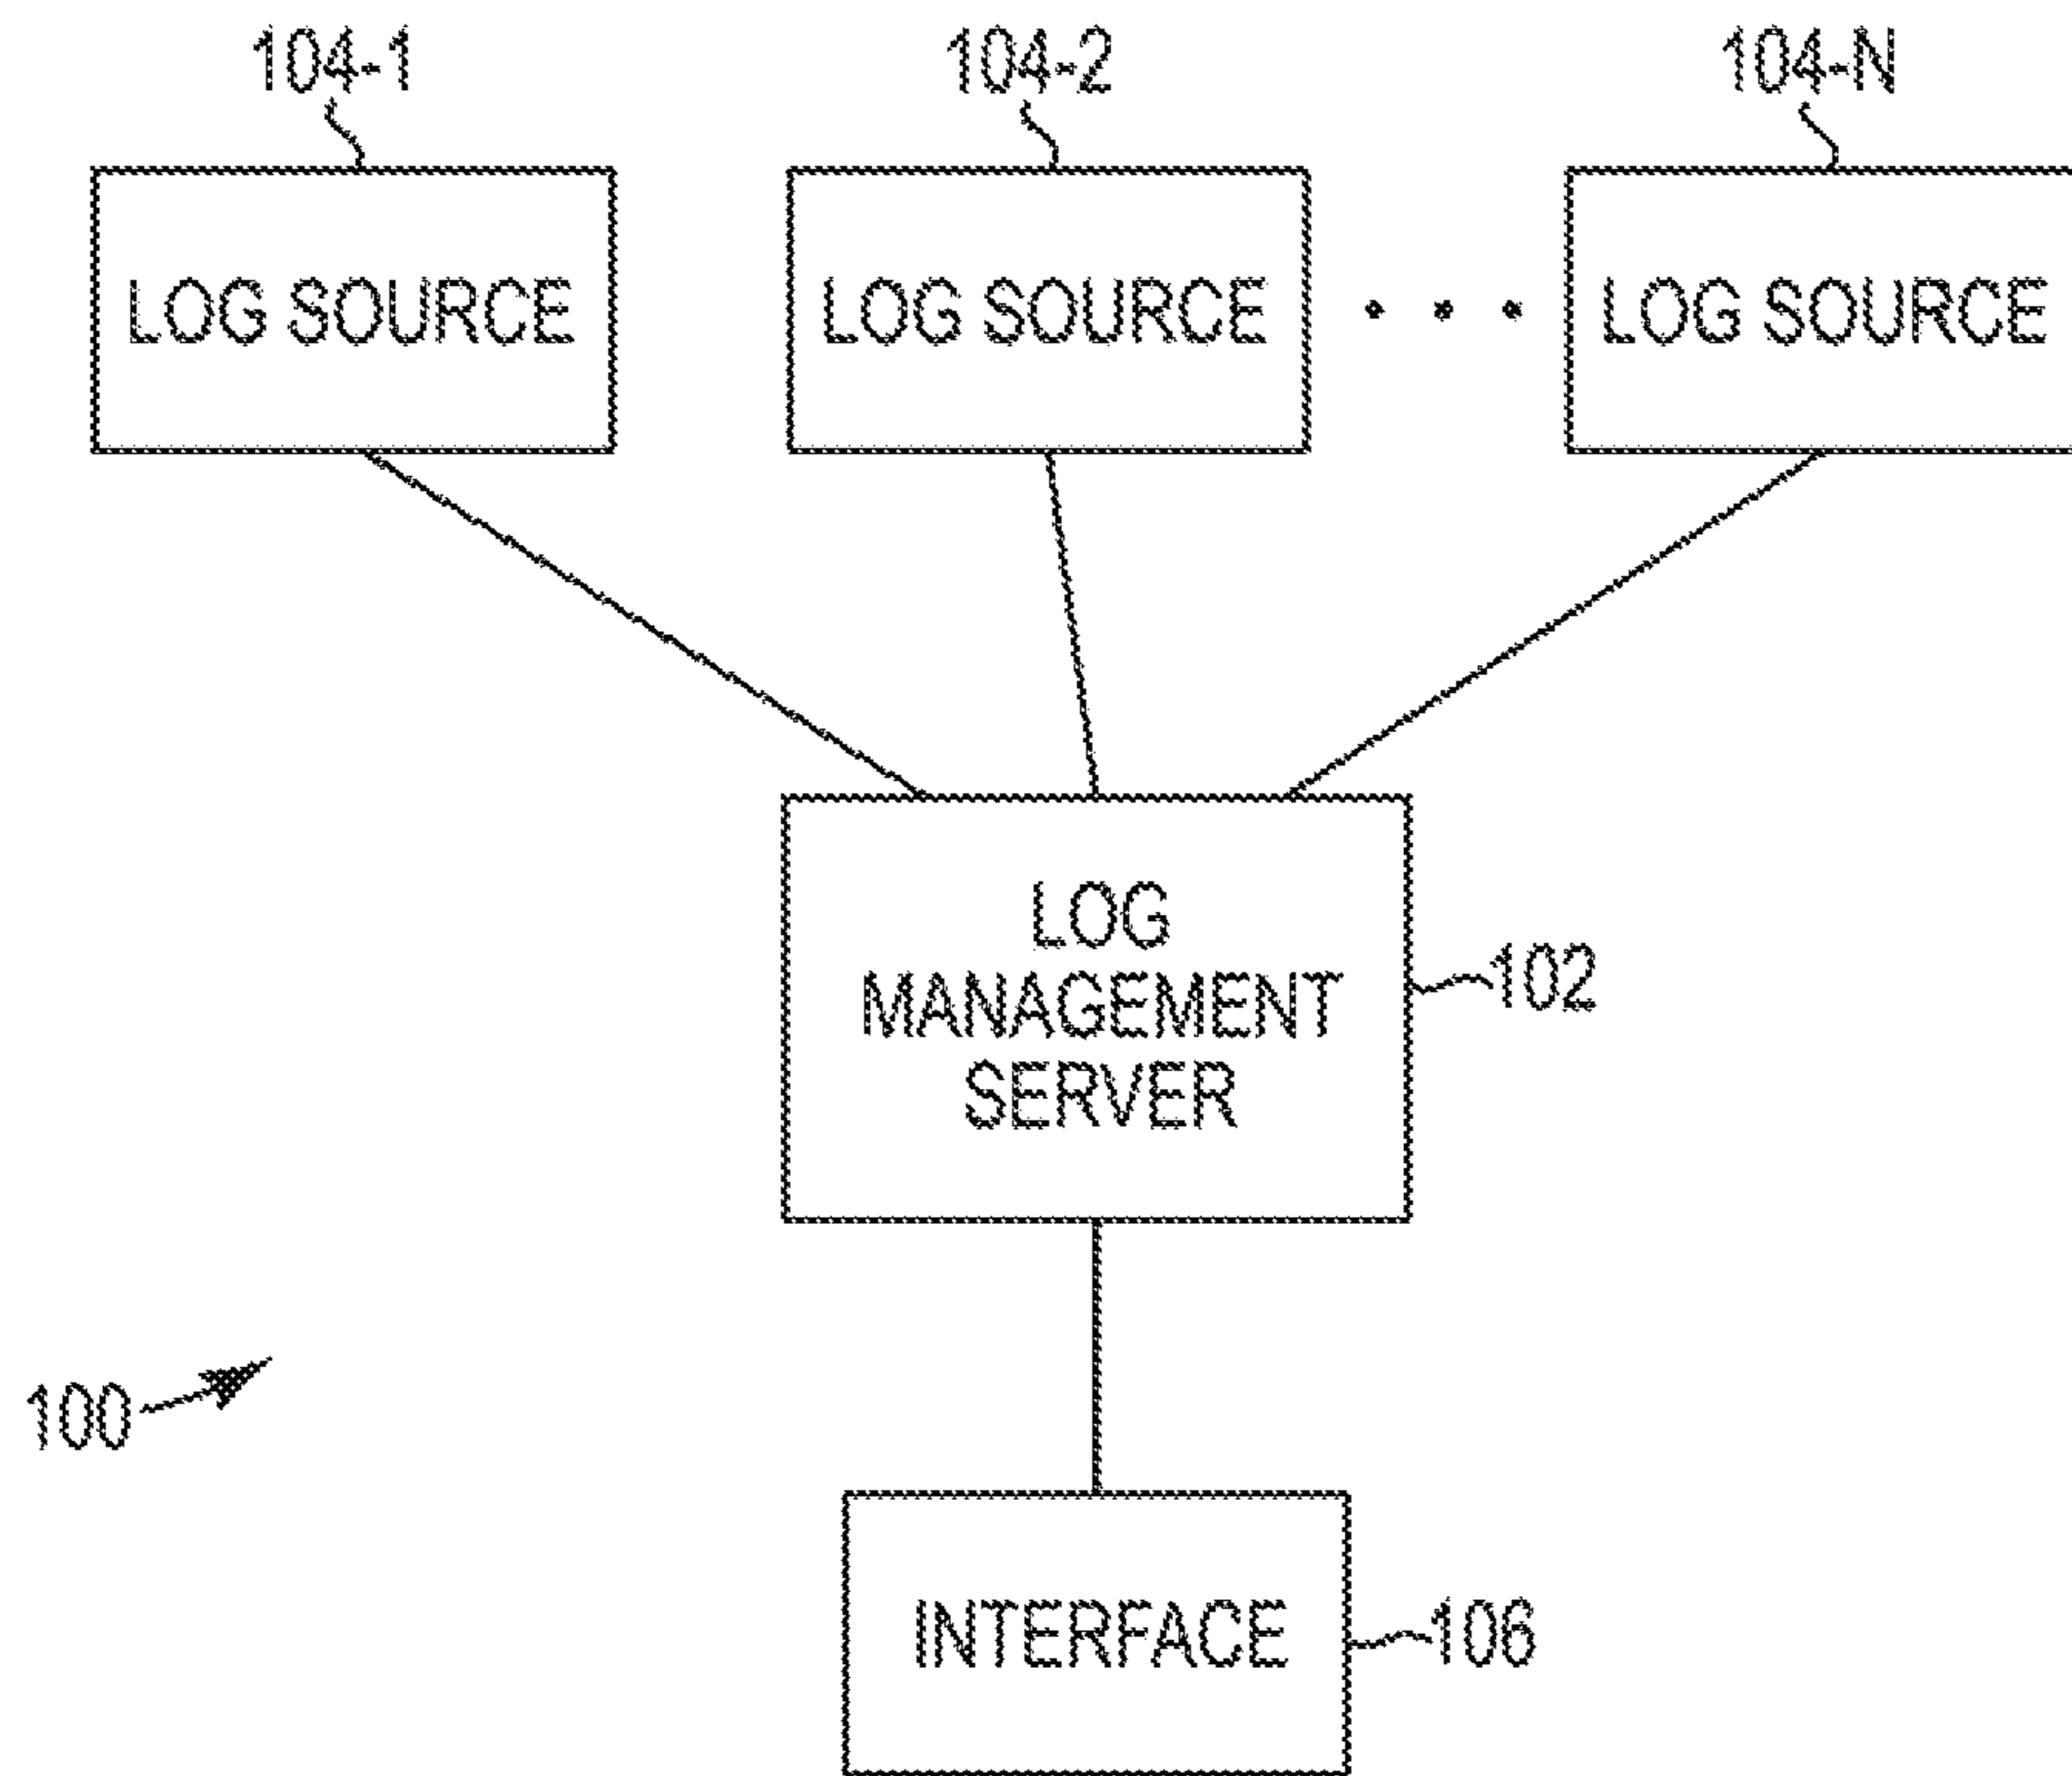 104-1 104-2 104-N
LOG SOURCE LOG SOURCE . . . LOG SOURCE
LOG
MANAGEMENT
SERVER
102
100
INTERFACE
106